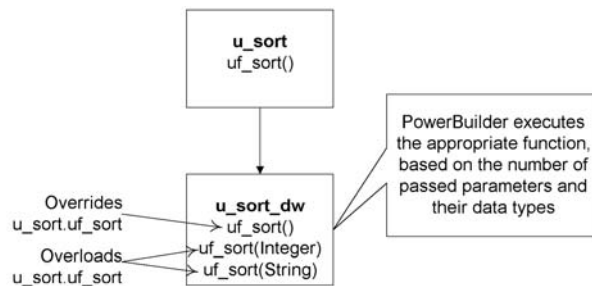 u_sort
uf_sort()
PowerBuilder executes
the appropriate function,
based on the number of
passed parameters and
their data types
Overrides
u_sort.uf_sort
Overloads
u_sort.uf_sort
u_sort_dw
uf_sort()
uf_sort(Integer)
uf_sort(String)